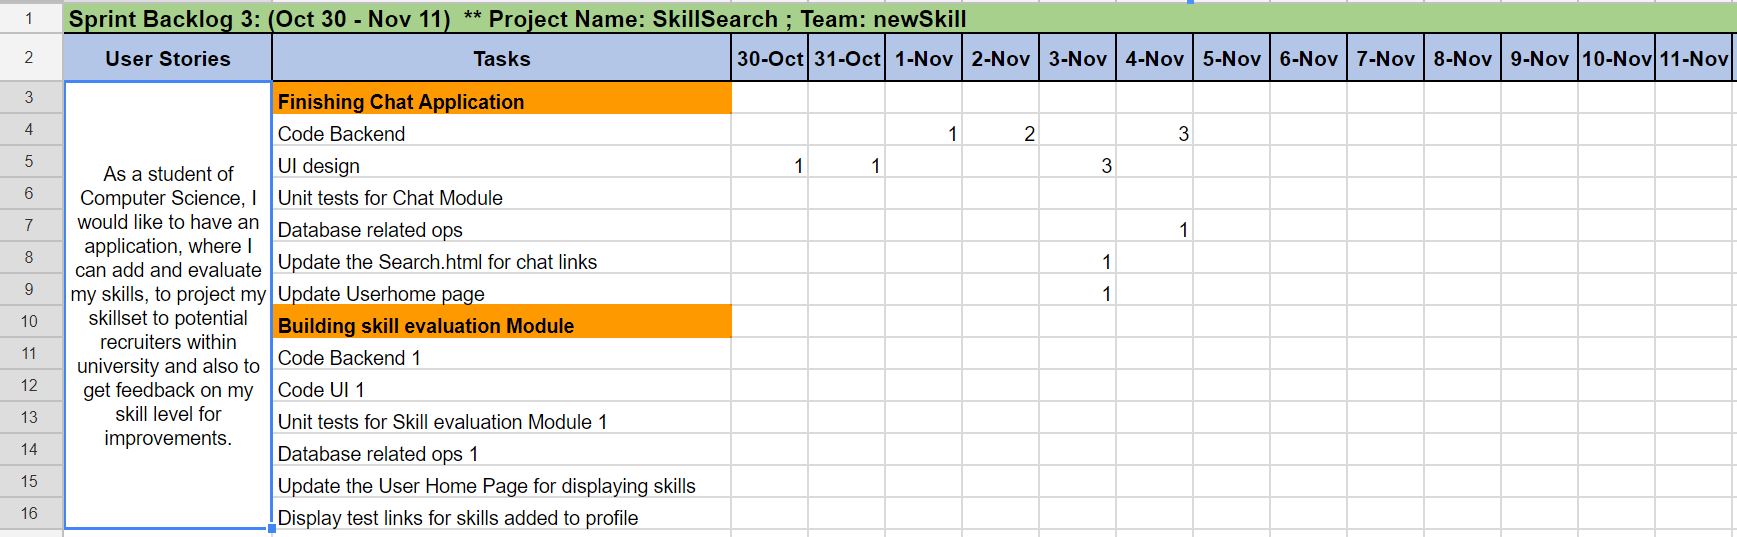 1 Sprint Backlog 3: (Oct 30 - Nov 11)  ** Project Name: SkillSearch ; Team: newSkill
2 User Stories Tasks 30-Oct 31-Oct 1-Nov 2-Nov 3-Nov 4-Nov 5-Nov 6-Nov 7-Nov 8-Nov 9-Nov 10-Nov 11-Nov
As a student of
Computer Science, I
would like to have an
application, where I
can add and evaluate
my skills, to project my
skillset to potential
recruiters within
university and also to
get feedback on my
skill level for
improvements.
3 Finishing Chat Application
4 Code Backend 1 2 3
5 UI design 1 1 3
6 Unit tests for Chat Module
7 Database related ops 1
8 Update the Search.html for chat links 1
9 Update Userhome page 1
10 Building skill evaluation Module
11 Code Backend 1
12 Code UI 1
13 Unit tests for Skill evaluation Module 1
14 Database related ops 1
15 Update the User Home Page for displaying skills
16 Display test links for skills added to profile